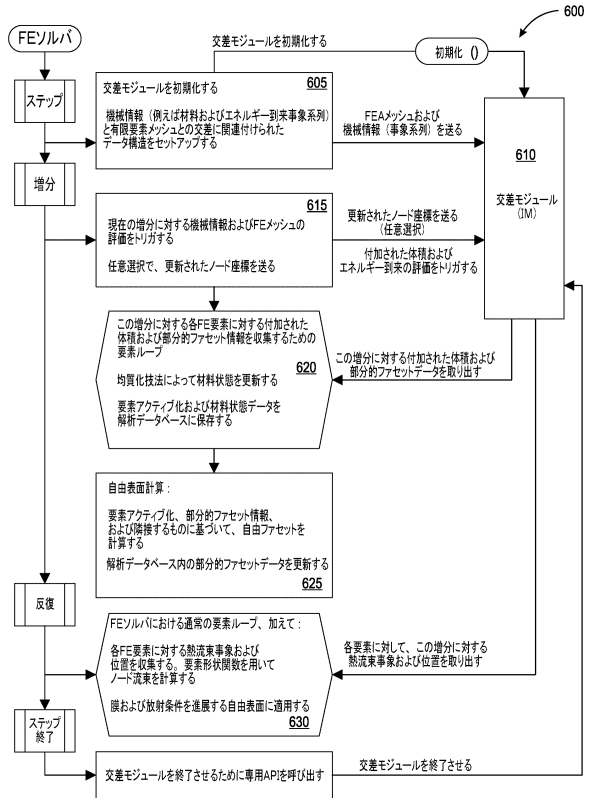 600
FEソルバ
交差モジュールを初期化する
初期化 ()
ステップ
605
交差モジュールを初期化する
機械情報（例えば材料およびエネルギー到来事象系列）
と有限要素メッシュとの交差に関連付けられた
データ構造をセットアップする
FEAメッシュおよび
機械情報（事象系列）を送る
610
交差モジュール
(IM)
増分
615
現在の増分に対する機械情報およびFEメッシュの
評価をトリガする
任意選択で、更新されたノード座標を送る
更新されたノード座標を送る
（任意選択）
付加された体積および
エネルギー到来の評価をトリガする
この増分に対する各FE要素に対する付加された
体積および部分的ファセット情報を収集するための
要素ループ
620
均質化技法によって材料状態を更新する
要素アクティブ化および材料状態データを
解析データベースに保存する
この増分に対する付加された体積および
部分的ファセットデータを取り出す
自由表面計算：
要素アクティブ化、部分的ファセット情報、
および隣接するものに基づいて、自由ファセットを
計算する
解析データベース内の部分的ファセットデータを更新する
625
反復
FEソルバにおける通常の要素ループ、加えて：
各FE要素に対する熱流束事象および
位置を収集する。要素形状関数を用いて
ノード流束を計算する
膜および放射条件を進展する自由表面に適用する
630
各要素に対して、この増分に対する
熱流束事象および位置を取り出す
ステップ
終了
交差モジュールを終了させるために専用APIを呼び出す
交差モジュールを終了させる